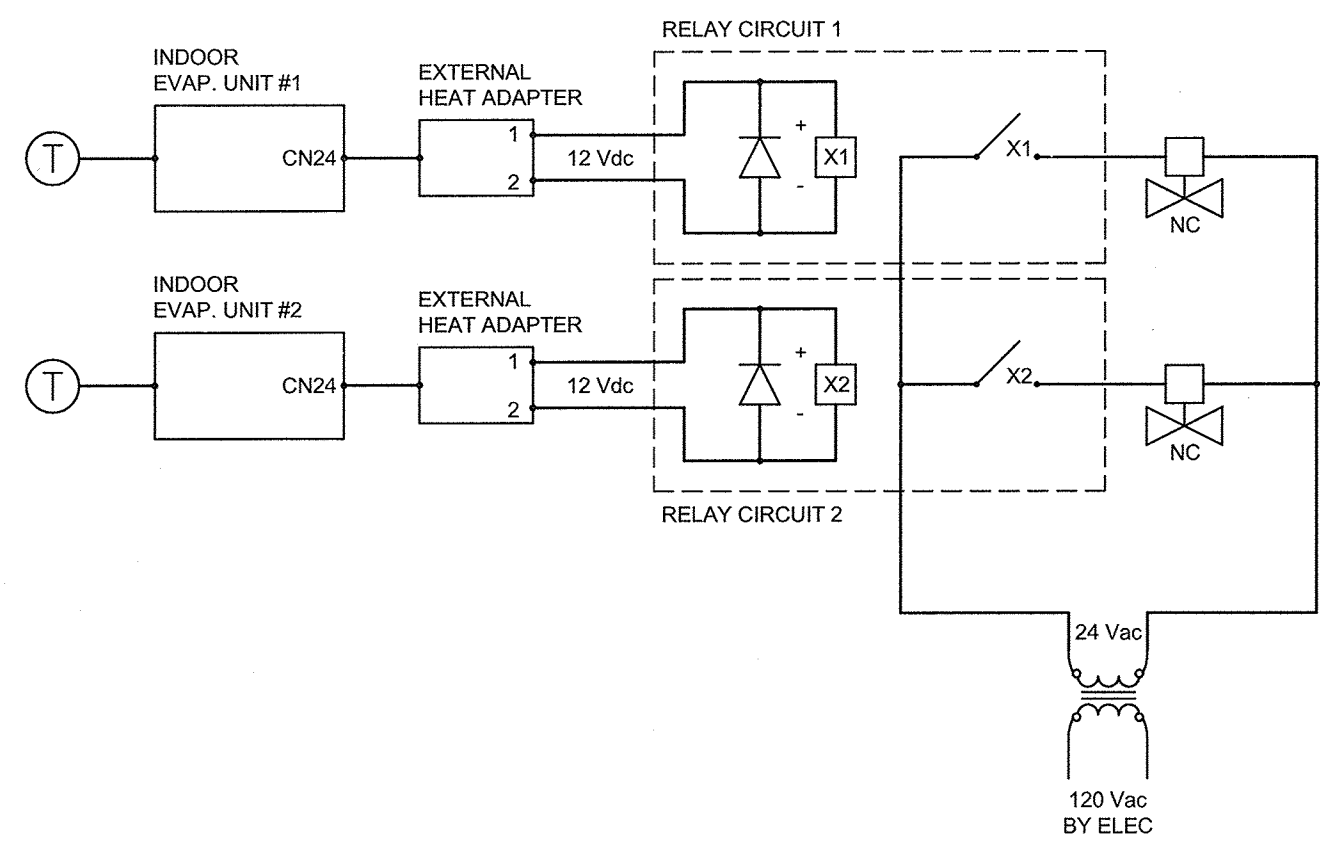 RELAY CIRCUIT 1
INDOOR
EVAP. UNIT #1
EXTERNAL
HEAT ADAPTER
T
CN24
1
2
12 Vdc
+
-
X1
X1
NC
INDOOR
EVAP. UNIT #2
EXTERNAL
HEAT ADAPTER
T
CN24
1
2
12 Vdc
+
-
X2
X2
NC
RELAY CIRCUIT 2
24 Vac
120 Vac
BY ELEC